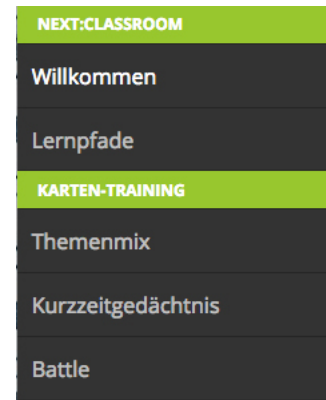 NEXT:CLASSROOM
Willkommen
Lernpfade
KARTEN-TRAINING
Themenmix
Kurzzeitgedächtnis
Battle